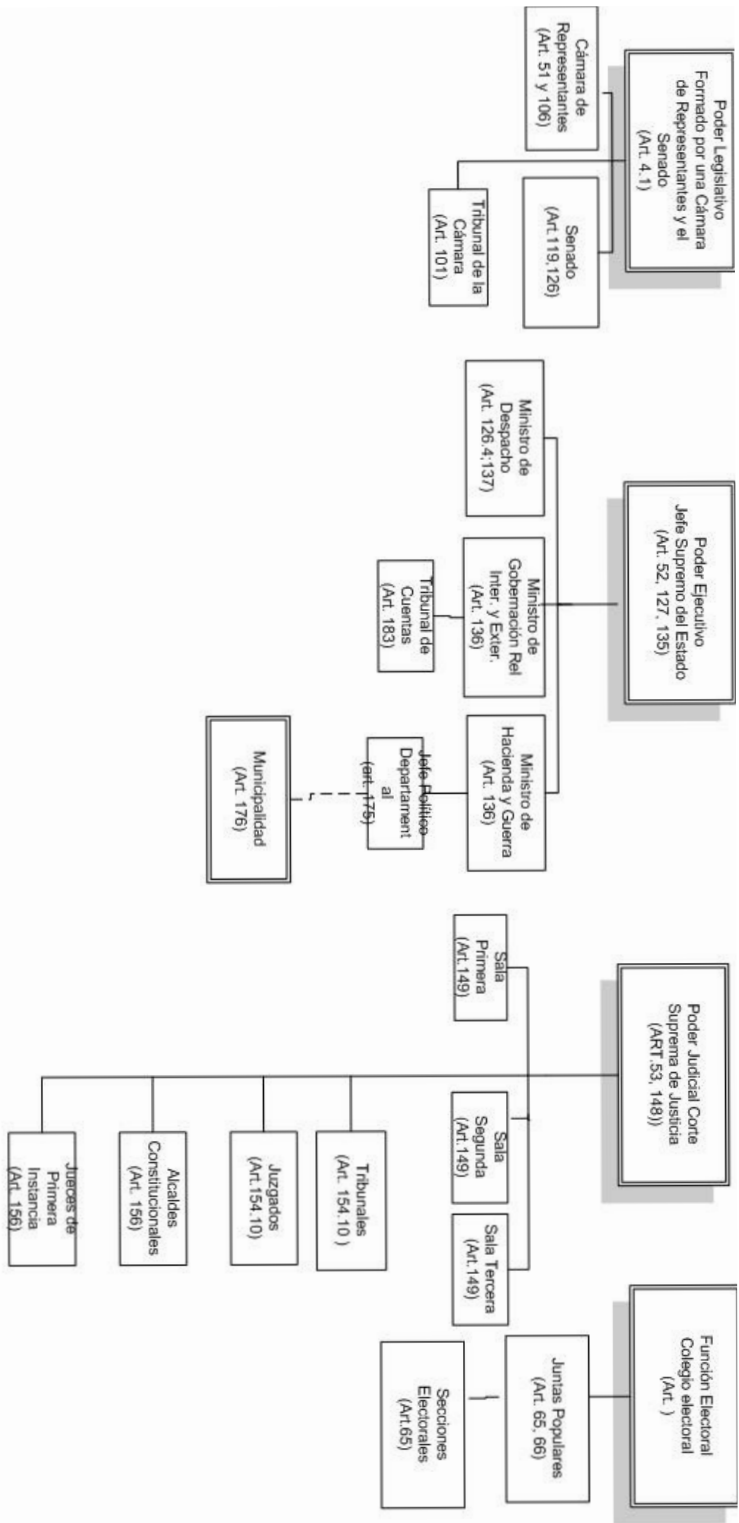 Poder Legislativo
Formado por una Cámara
de Representantes y el
Senado
(Art. 4.1)
Cámara de
Representantes
(Art. 51 y 106)
Senado
(Art.119,126)
Tribunal de la
Cámara
(Art. 101)
Poder Ejecutivo
Jefe Supremo del Estado
(Art. 52, 127, 135)
Ministro de
Despacho
(Art. 126.4;137)
Ministro de
Gobernación Rel
Inter. y Exter.
(Art. 136)
Ministro de
Hacienda y Guerra
(Art. 136)
Tribunal de
Cuentas
(Art. 183)
Jefe Político
Departament
al
(art. 175)
Municipalidad
(Art. 176)
Poder Judicial Corte
Suprema de Justicia
(ART.53, 148))
Sala
Primera
(Art.149)
Sala
Segunda
(Art.149)
Sala Tercera
(Art.149)
Tribunales
(Art. 154.10 )
Juzgados
(Art.154.10)
Alcaldes
Constitucionales
(Art. 156)
Jueces de
Primera
Instancia
(Art. 156)
Función Electoral
Colegio electoral
(Art. )
Juntas Populares
(Art. 65, 66)
Secciones
Electorales
(Art.65)